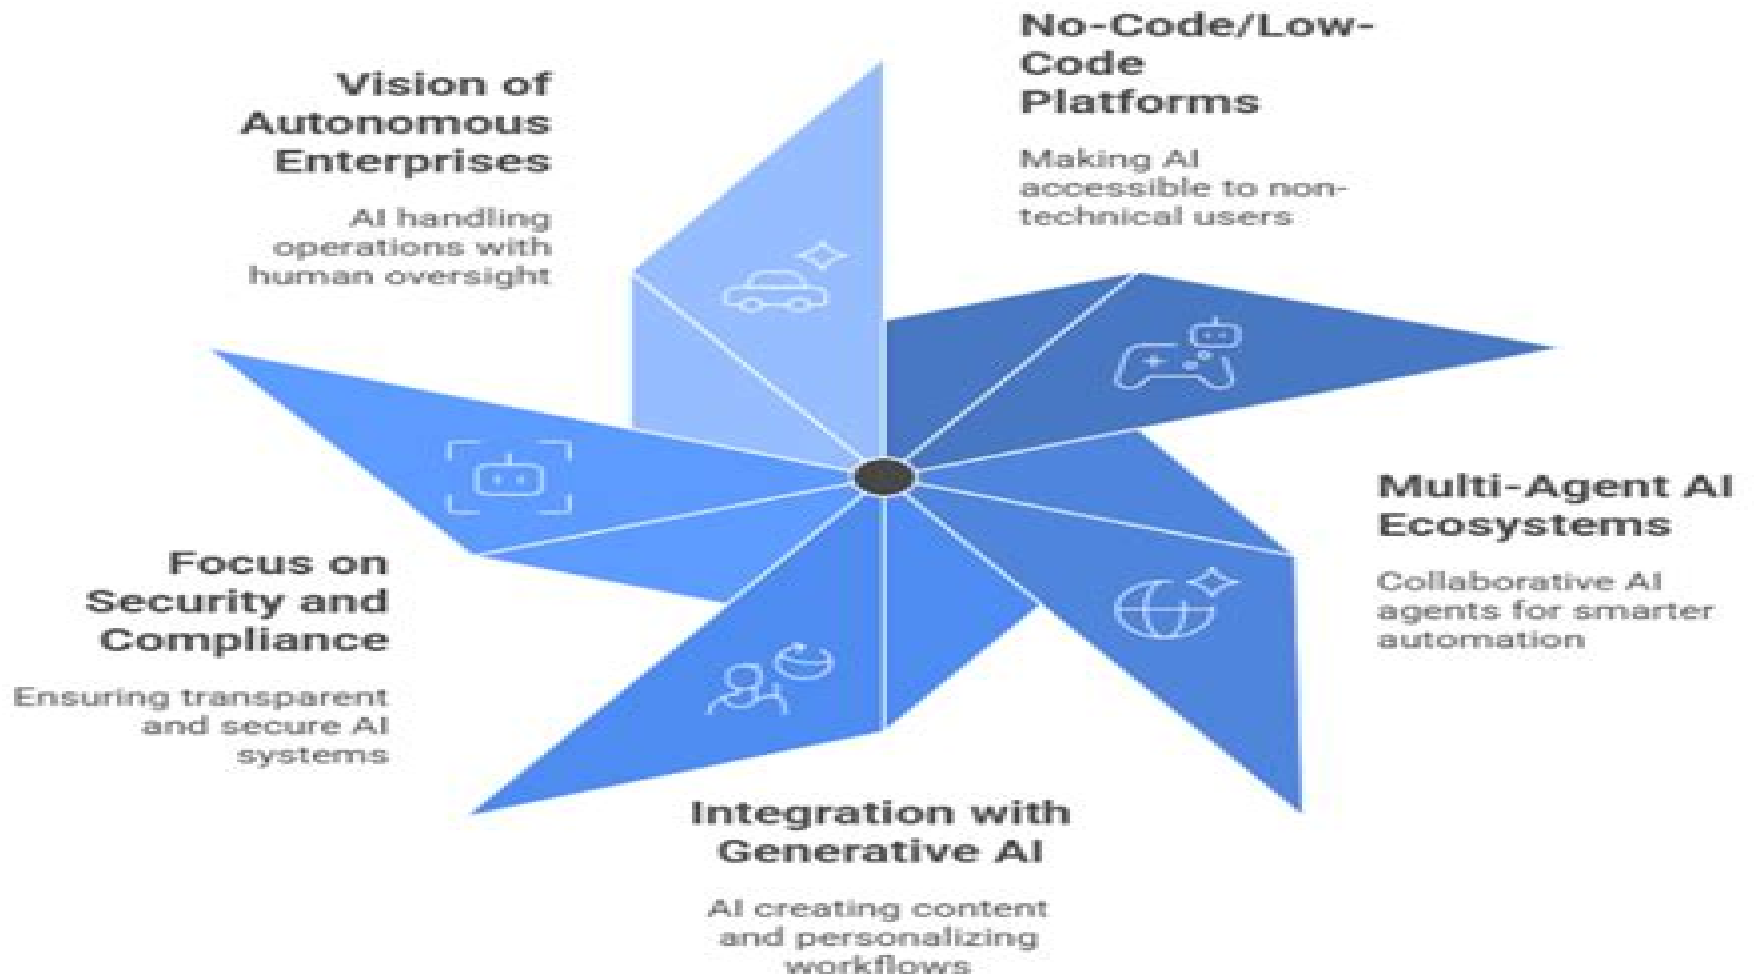 No-Code/Low-
Code
Platforms
Making AI
accessible to non-
technical users
Vision of
Autonomous
Enterprises
AI handling
operations with
human oversight
Multi-Agent AI
Ecosystems
Collaborative AI
agents for smarter
automation
Focus on
Security and
Compliance
Ensuring transparent
and secure AI
systems
Integration with
Generative AI
AI creating content
and personalizing
workflows